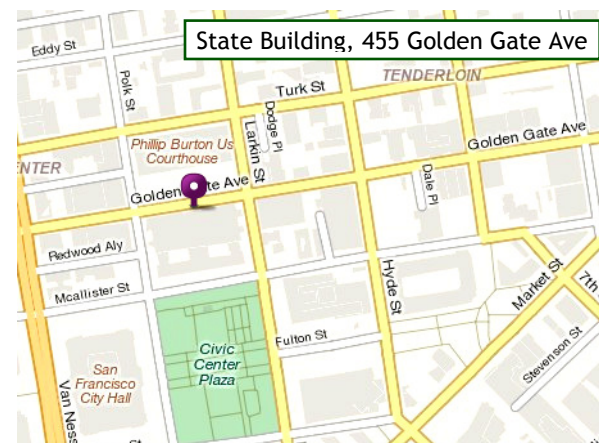 State Building, 455 Golden Gate Ave
Eddy St
Polk St
Turk St
TENDERLOIN
Dodge Pl
Larkin St
Phillip Burton Us
Courthouse
Golden Gate Ave
Golden Gate Ave
Dale Pl
Redwood Aly
Mcallister St
Hyde St
Market St
7th
Fulton St
Stevenson St
Civic
Center
Plaza
San
Francisco
City Hall
Van Ness
St